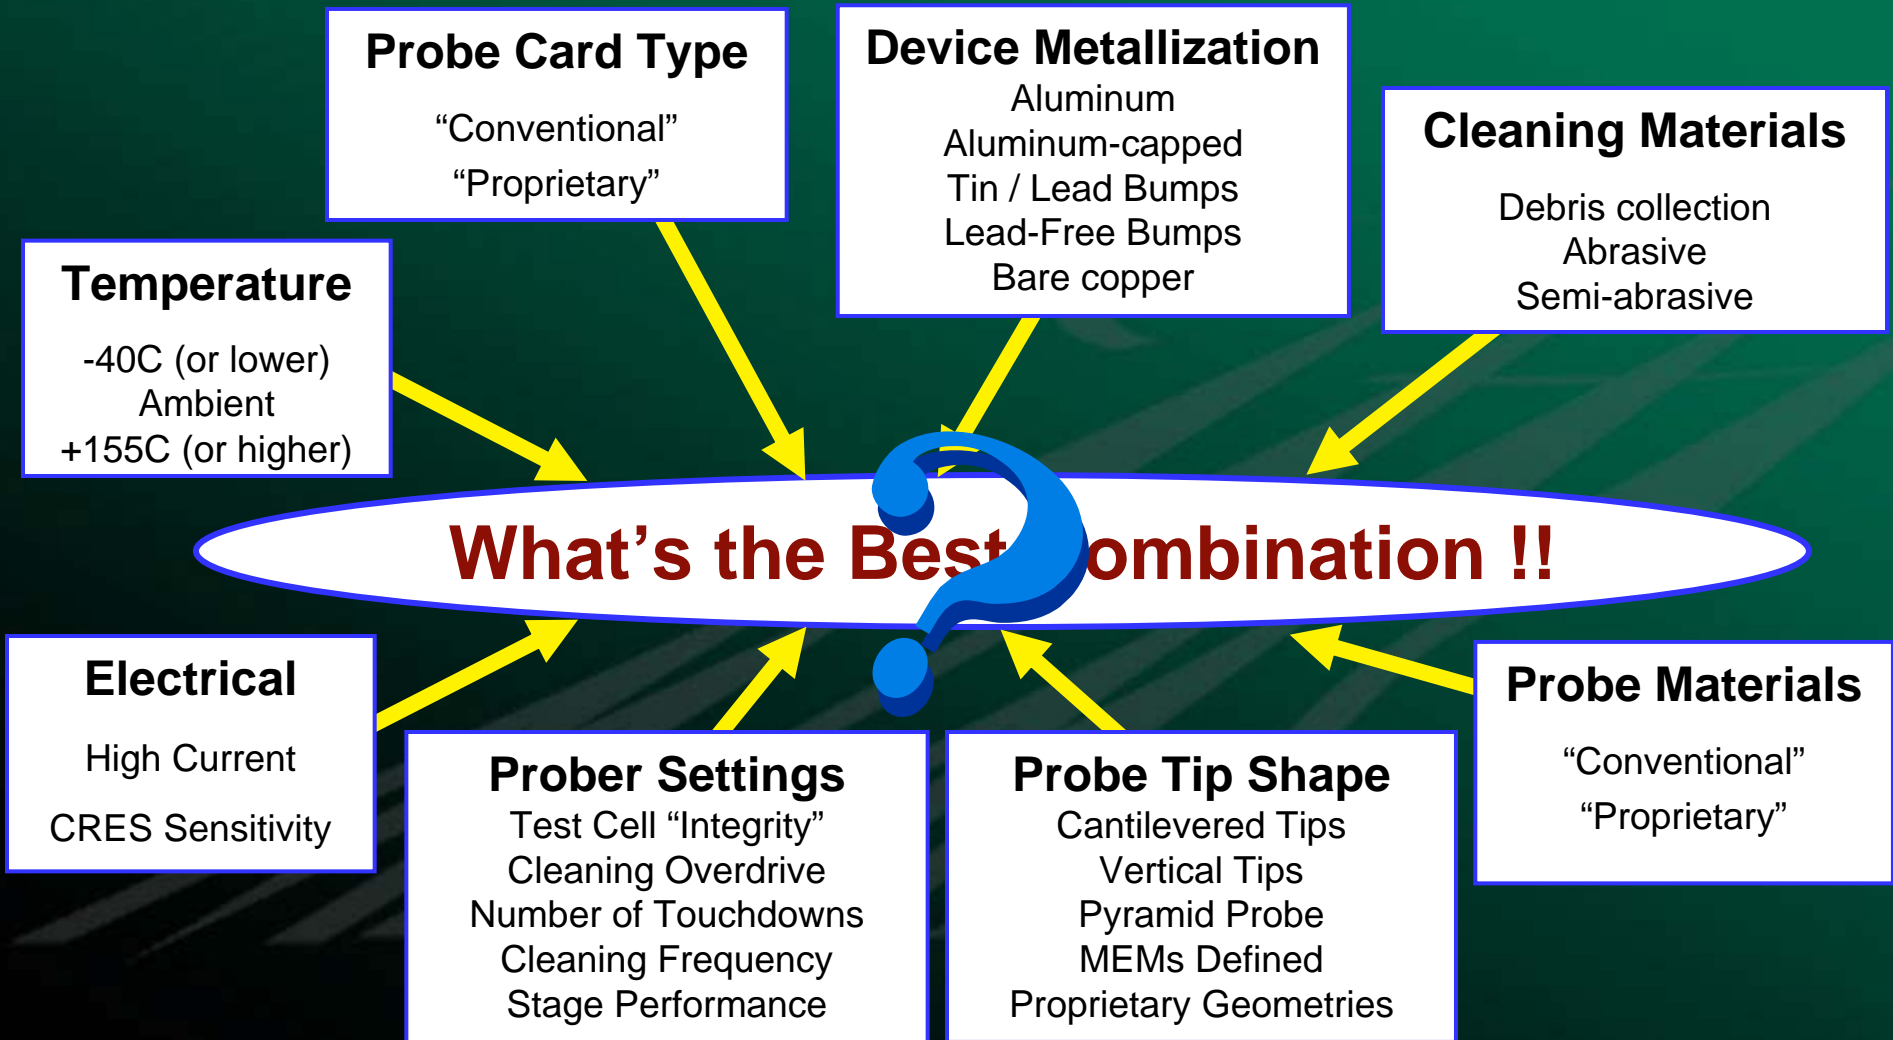 Probe Card Type
“Conventional”
“Proprietary”
Device Metallization
Aluminum
Aluminum-capped
Tin / Lead Bumps
Lead-Free Bumps
Bare copper
Cleaning Materials
Debris collection
Abrasive
Semi-abrasive
Temperature
-40C (or lower)
Ambient
+155C (or higher)
What’s the Best ombination !!
?
Electrical
High Current
CRES Sensitivity
Prober Settings
Test Cell “Integrity”
Cleaning Overdrive
Number of Touchdowns
Cleaning Frequency
Stage Performance
Probe Tip Shape
Cantilevered Tips
Vertical Tips
Pyramid Probe
MEMs Defined
Proprietary Geometries
Probe Materials
“Conventional”
“Proprietary”